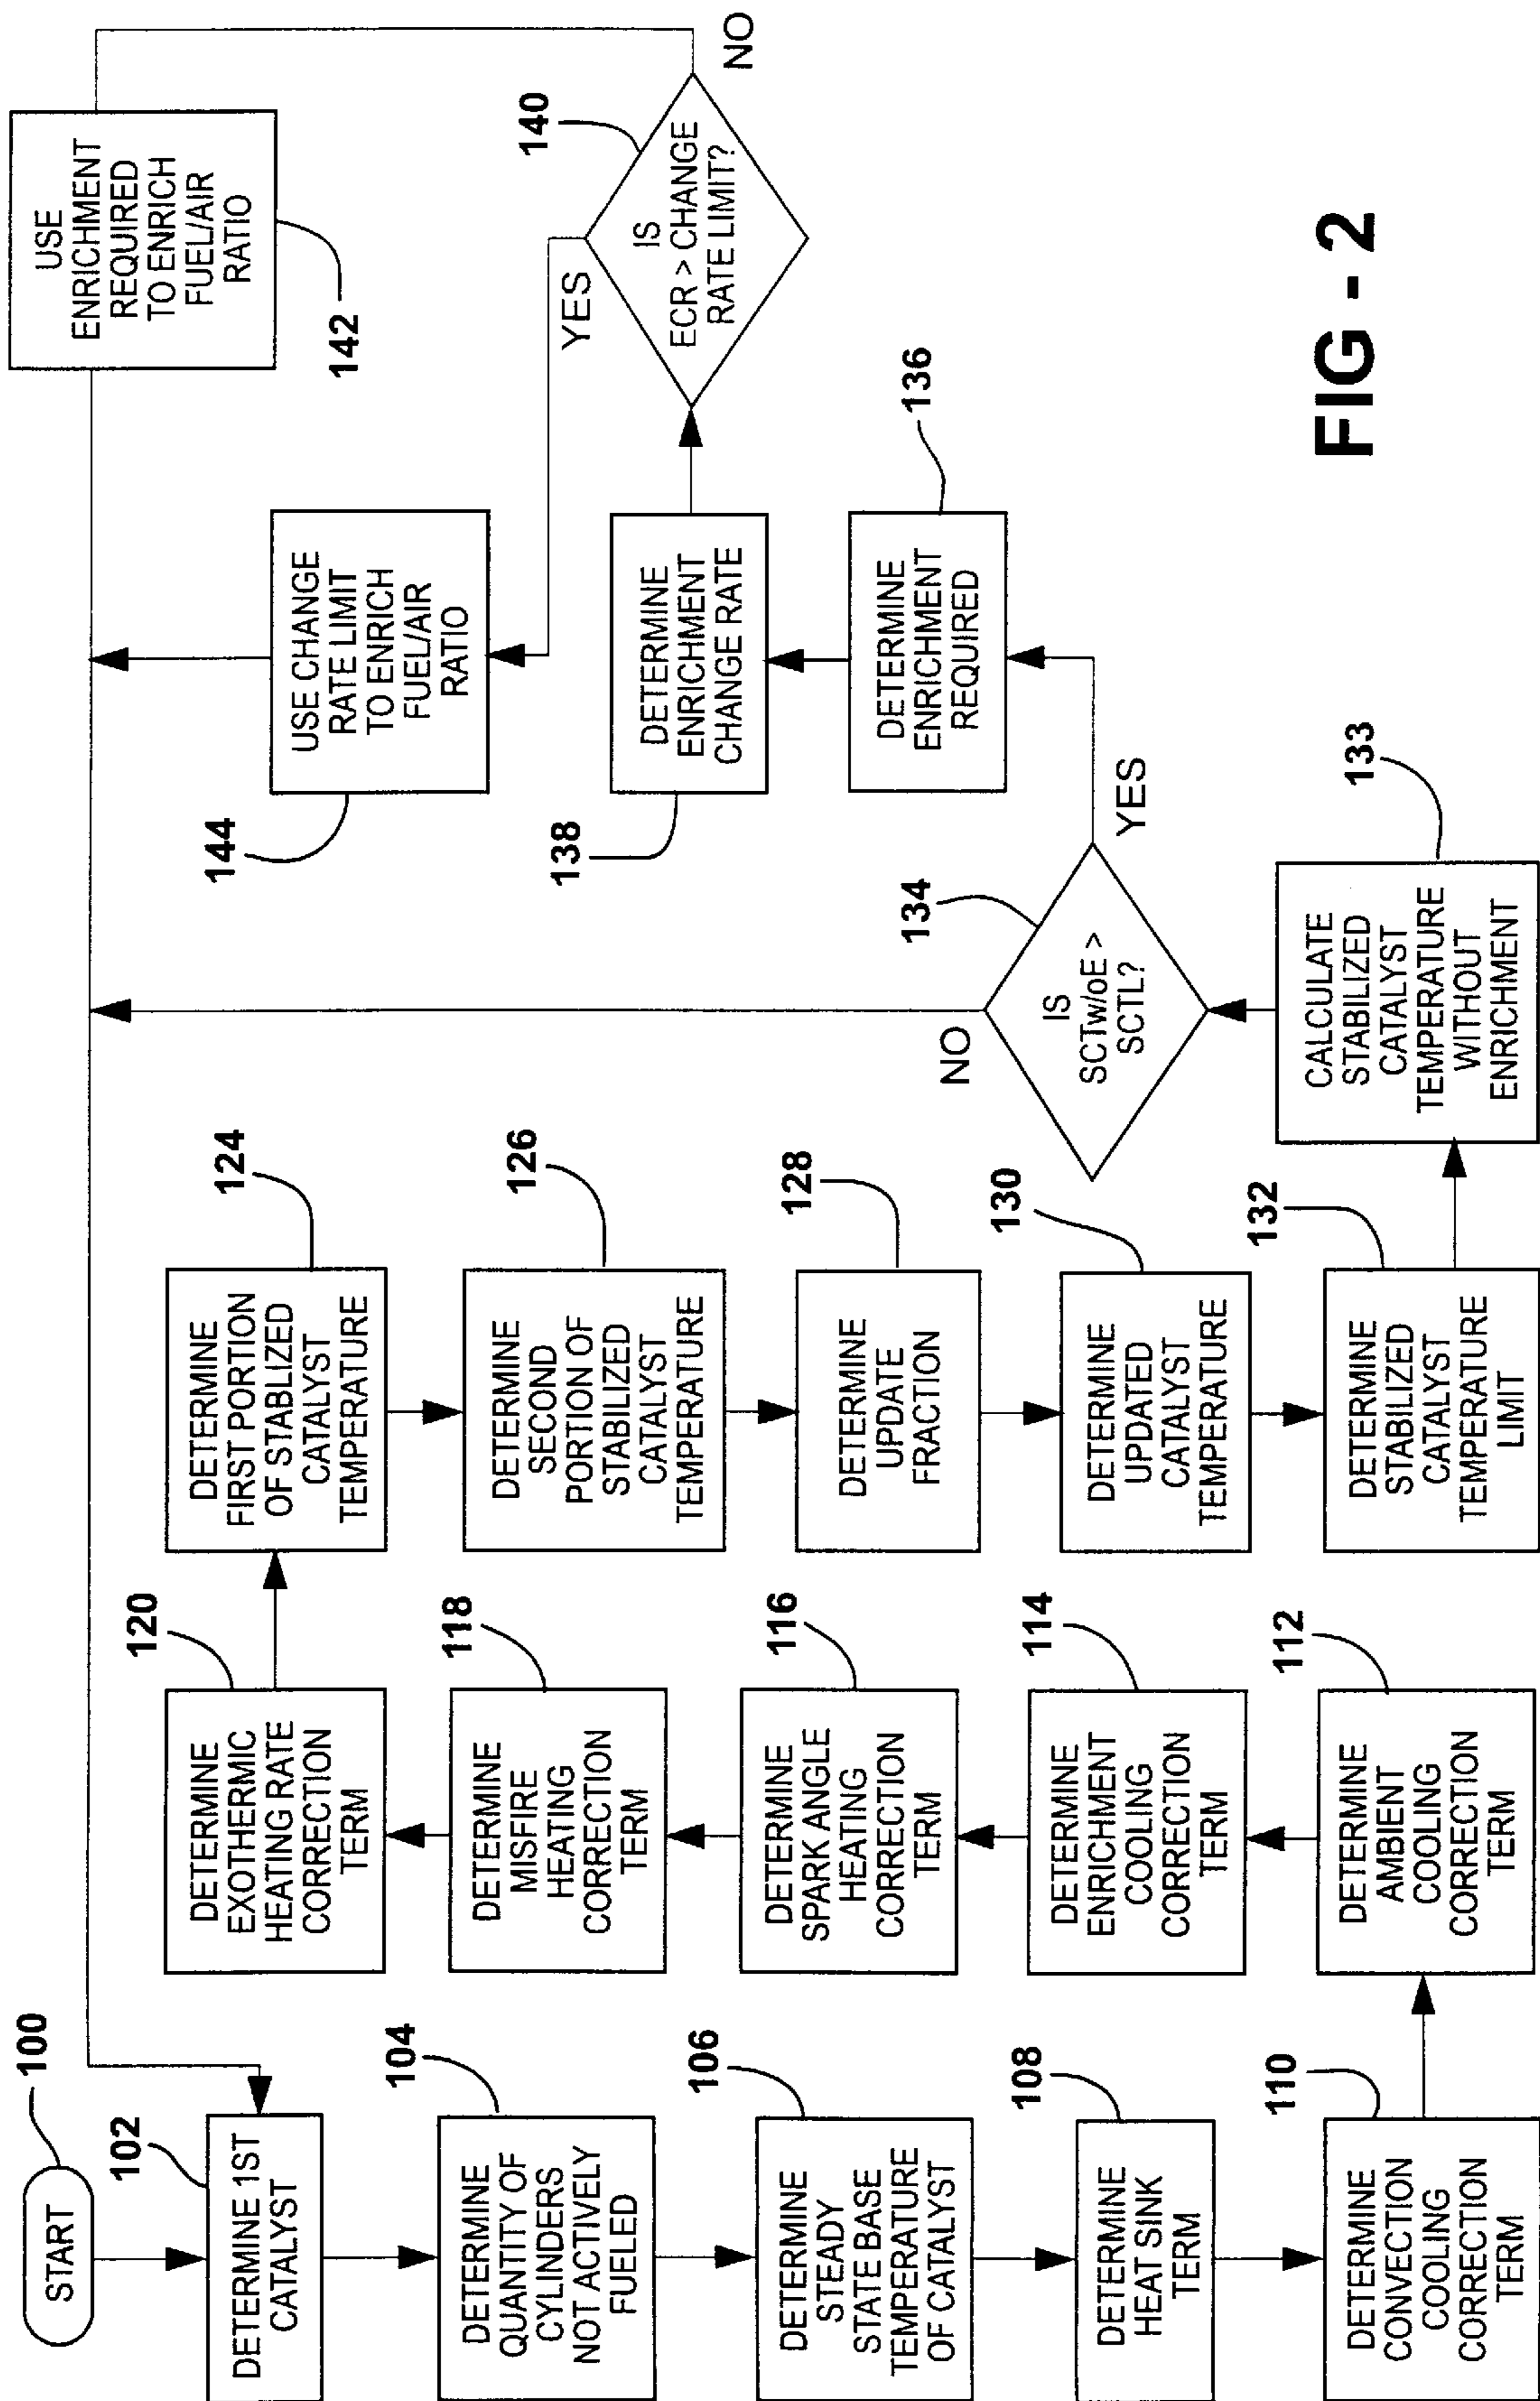 100
START
102
DETERMINE 1ST
CATALYST
104
DETERMINE
QUANTITY OF
CYLINDERS
NOT ACTIVELY
FUELED
106
DETERMINE
STEADY
STATE BASE
TEMPERATURE
OF CATALYST
108
DETERMINE
HEAT SINK
TERM
110
DETERMINE
CONVECTION
COOLING
CORRECTION
TERM
112
DETERMINE
AMBIENT
COOLING
CORRECTION
TERM
114
DETERMINE
ENRICHMENT
COOLING
CORRECTION
TERM
116
DETERMINE
SPARK ANGLE
HEATING
CORRECTION
TERM
118
DETERMINE
MISFIRE
HEATING
CORRECTION
TERM
120
DETERMINE
EXOTHERMIC
HEATING RATE
CORRECTION
TERM
124
DETERMINE
FIRST PORTION
OF STABLIZED
CATALYST
TEMPERATURE
126
DETERMINE
SECOND
PORTION OF
STABILIZED
CATALYST
TEMPERATURE
128
DETERMINE
UPDATE
FRACTION
130
DETERMINE
UPDATED
CATALYST
TEMPERATURE
132
DETERMINE
STABILIZED
CATALYST
TEMPERATURE
LIMIT
133
CALCULATE
STABILIZED
CATALYST
TEMPERATURE
WITHOUT
ENRICHMENT
134
IS
SCTw/oE >
SCTL?
NO
YES
136
DETERMINE
ENRICHMENT
REQUIRED
138
DETERMINE
ENRICHMENT
CHANGE RATE
140
IS
ECR > CHANGE
RATE LIMIT?
YES
NO
144
USE CHANGE
RATE LIMIT
TO ENRICH
FUEL/AIR
RATIO
142
USE
ENRICHMENT
REQUIRED
TO ENRICH
FUEL/AIR
RATIO
FIG - 2